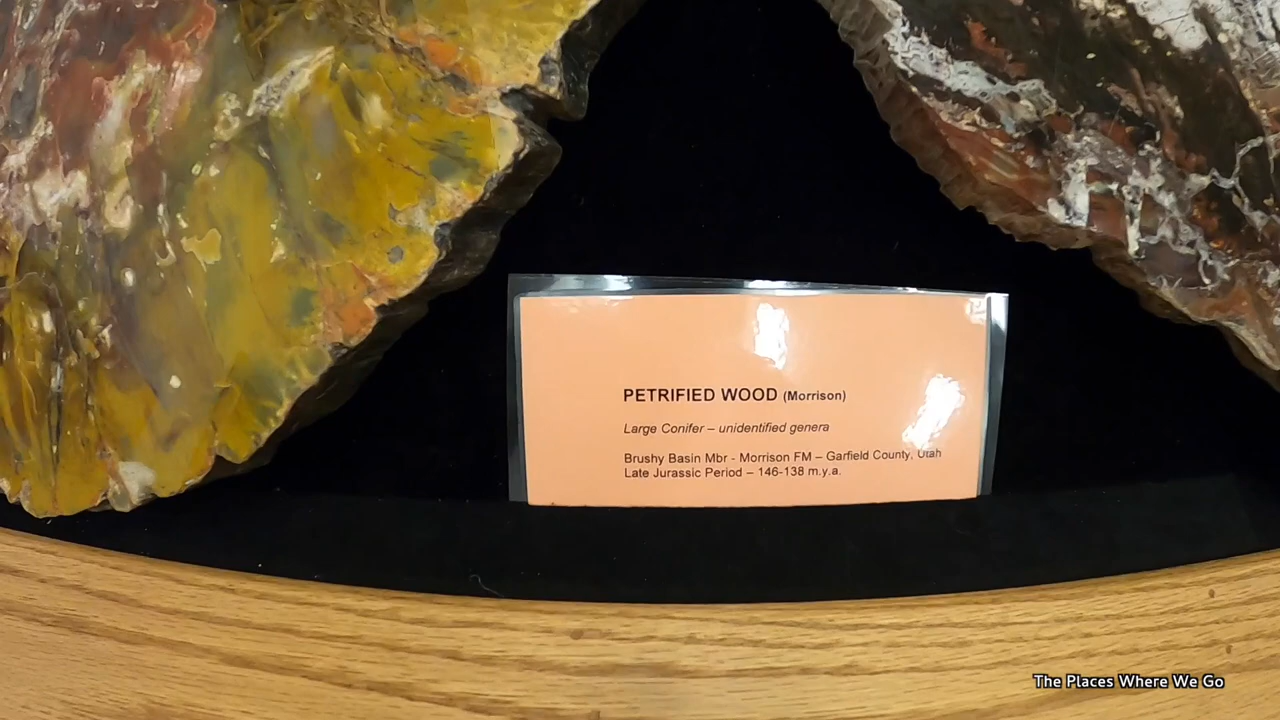 PETRIFIED WOOD (Morrison)
Large Conifer – unidentified genera
Brushy Basin Mbr - Morrison FM – Garfield County, Utah
Late Jurassic Period – 146-138 m.y.a.
The Places Where We Go